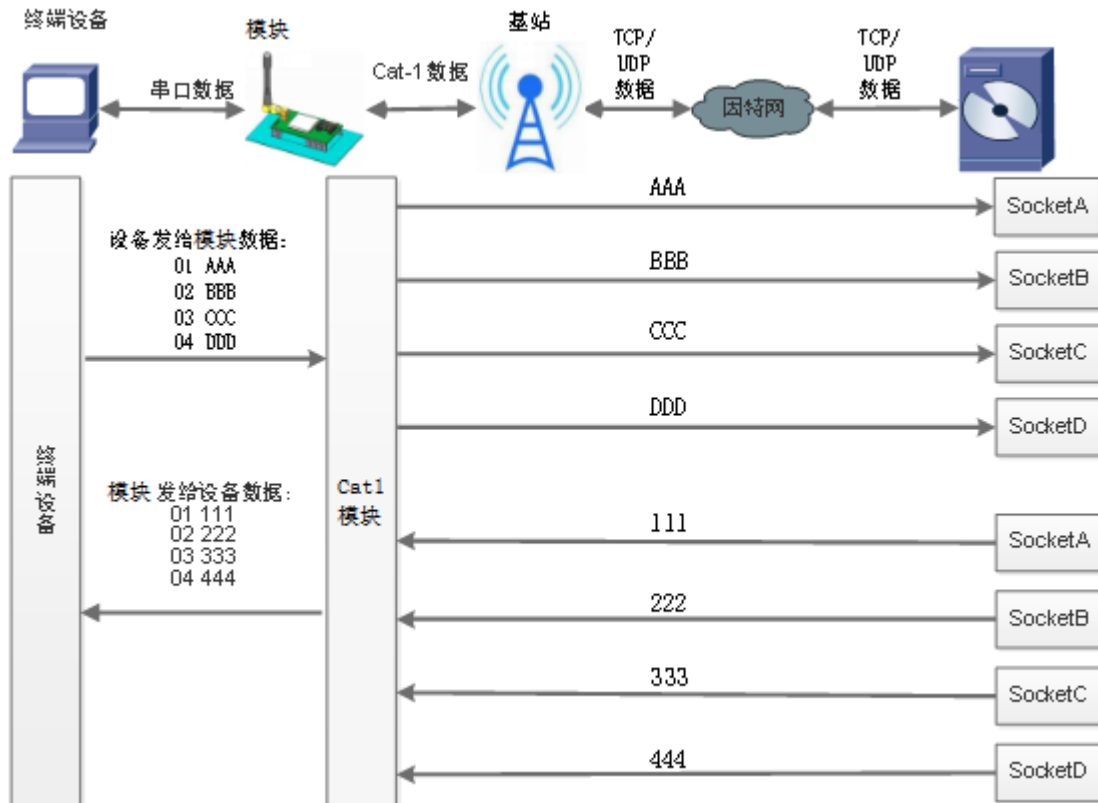 终端设备
模块
基站
TCP/
UDP
数据
TCP/
UDP
数据
串口数据
Cat-1数据
因特网
AAA
SocketA
设备发给模块数据：
01 AAA
02 BBB
03 CCC
04 DDD
BBB
SocketB
CCC
SocketC
DDD
SocketD
终端设备
模块 发给设备数据：
01 111
02 222
03 333
04 444
Cat1
模块
111
SocketA
222
SocketB
333
SocketC
444
SocketD